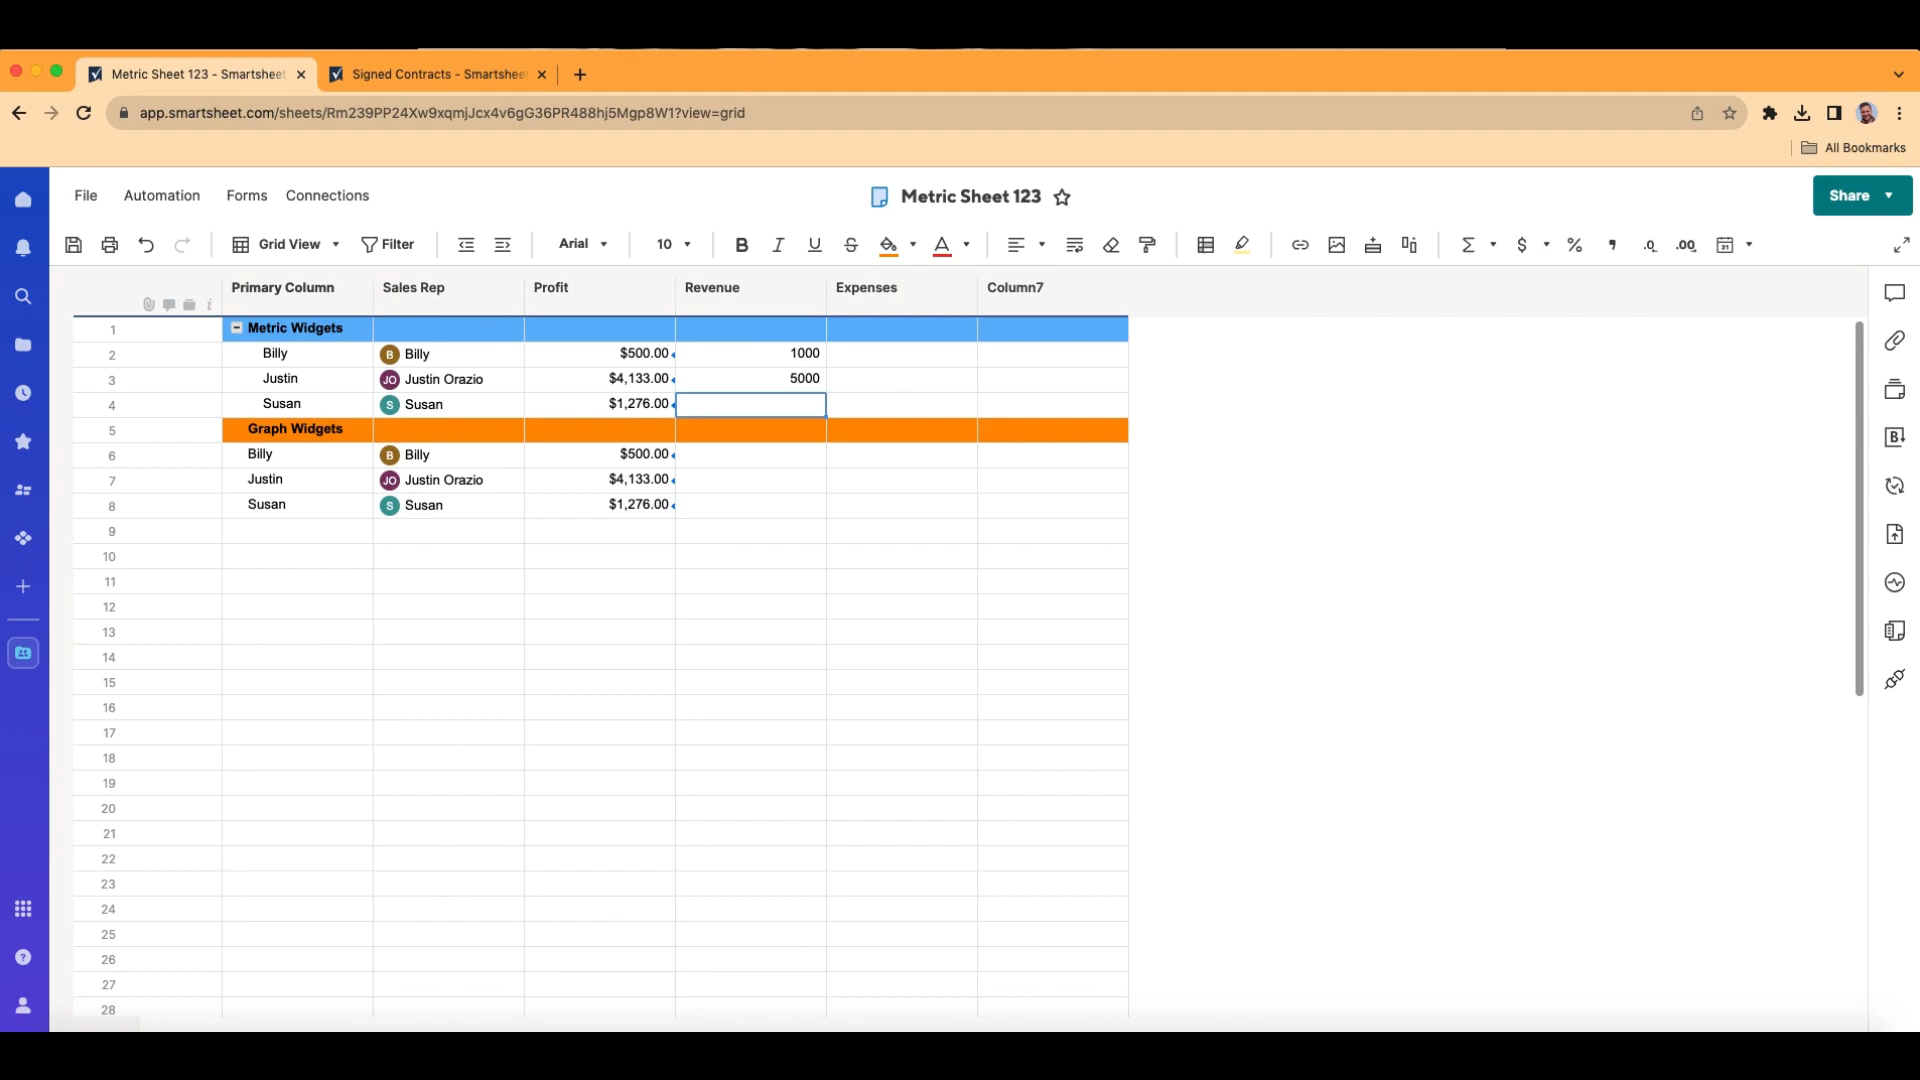 Metric Sheet 123 - Smartsheet
Signed Contracts - Smartshee
app.smartsheet.com/sheets/Rm239PP24Xw9xqmjJcx4v6gG36PR488hj5Mgp8W1?view=grid
All Bookmarks
File Automation Forms Connections
Metric Sheet 123
Share
Grid View Filter Arial 10 B I U S A Σ $ % , .0 .00 31
Primary Column Sales Rep Profit Revenue Expenses Column7
1 Metric Widgets
2 Billy B Billy $500.00 1000
3 Justin JO Justin Orazio $4,133.00 5000
4 Susan S Susan $1,276.00
5 Graph Widgets
6 Billy B Billy $500.00
7 Justin JO Justin Orazio $4,133.00
8 Susan S Susan $1,276.00
9
10
11
12
13
14
15
16
17
18
19
20
21
22
23
24
25
26
27
28